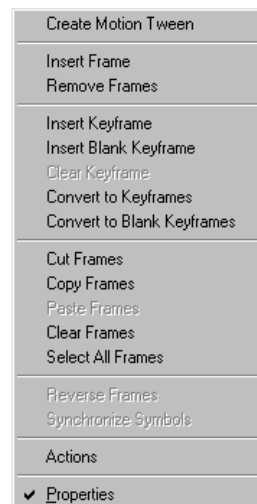 Create Motion Tween
Insert Frame
Remove Frames
Insert Keyframe
Insert Blank Keyframe
Clear Keyframe
Convert to Keyframes
Convert to Blank Keyframes
Cut Frames
Copy Frames
Paste Frames
Clear Frames
Select All Frames
Reverse Frames
Synchronize Symbols
Actions
Properties